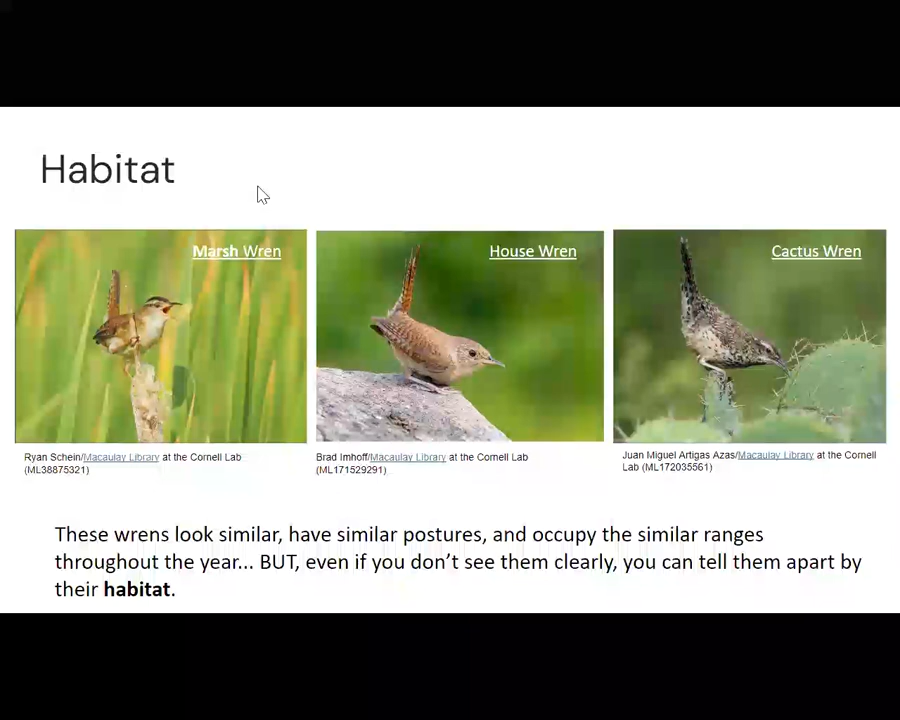 Habitat
Marsh Wren
House Wren
Cactus Wren
Ryan Schein/Macaulay Library at the Cornell Lab
(ML38875321)
Brad Imhoff/Macaulay Library at the Cornell Lab
(ML171529291)
Juan Miguel Artigas Azas/Macaulay Library at the Cornell
Lab (ML172035561)
These wrens look similar, have similar postures, and occupy the similar ranges
throughout the year... BUT, even if you don’t see them clearly, you can tell them apart by
their habitat.